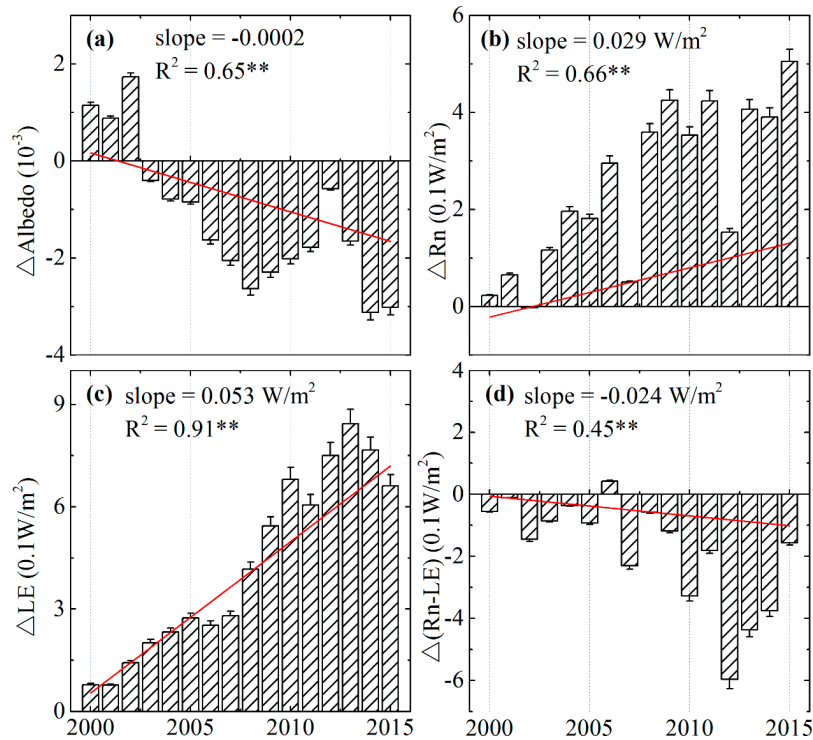 (a)
slope = -0.0002
R² = 0.65**
2
0
-2
-4
△Albedo (10⁻³)
(b)
slope = 0.029 W/m²
R² = 0.66**
6
4
2
0
△Rn (0.1W/m²)
(c)
slope = 0.053 W/m²
R² = 0.91**
9
6
3
0
△LE (0.1W/m²)
2000 2005 2010 2015
(d)
slope = -0.024 W/m²
R² = 0.45**
4
2
0
-2
-4
-6
△(Rn-LE) (0.1W/m²)
2000 2005 2010 2015